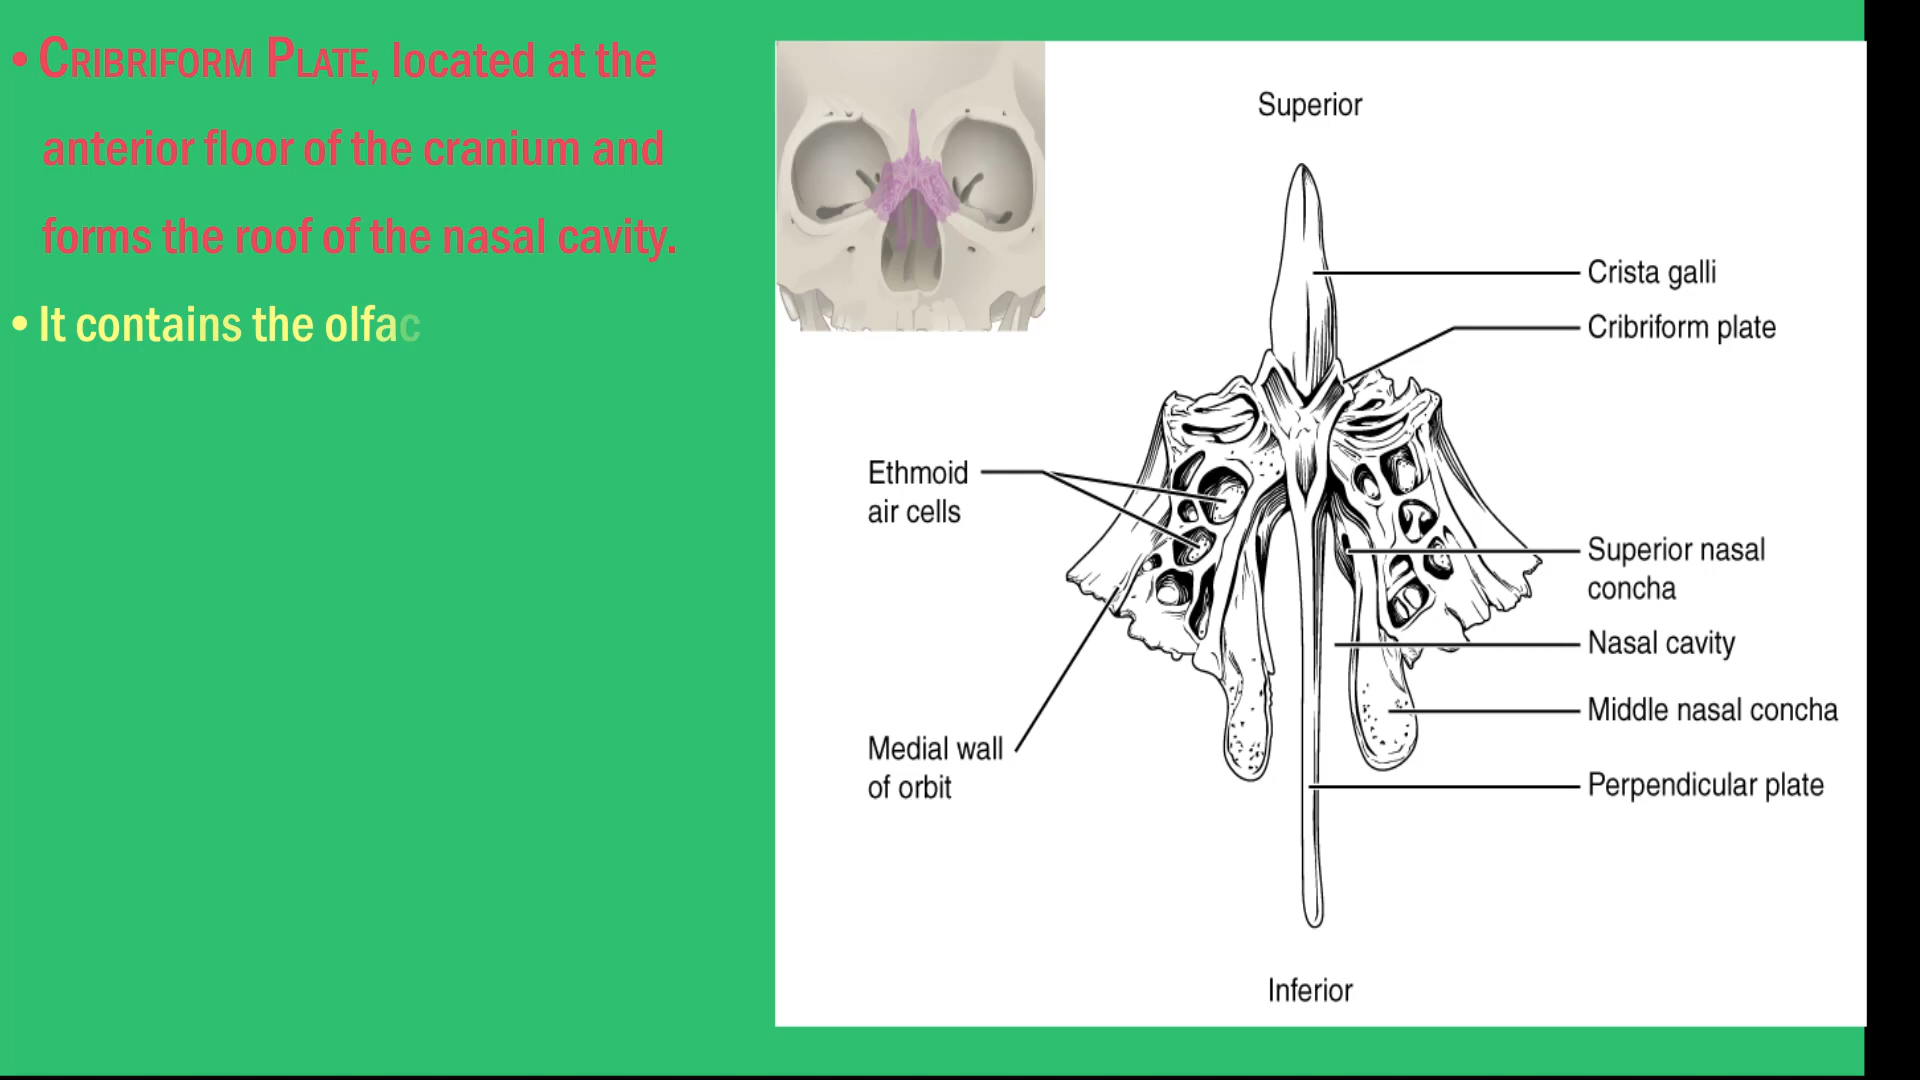 • Cribriform Plate, located at the
anterior floor of the cranium and
forms the roof of the nasal cavity.
• It contains the olfac
Superior
Crista galli
Cribriform plate
Ethmoid
air cells
Superior nasal
concha
Nasal cavity
Middle nasal concha
Medial wall
of orbit
Perpendicular plate
Inferior